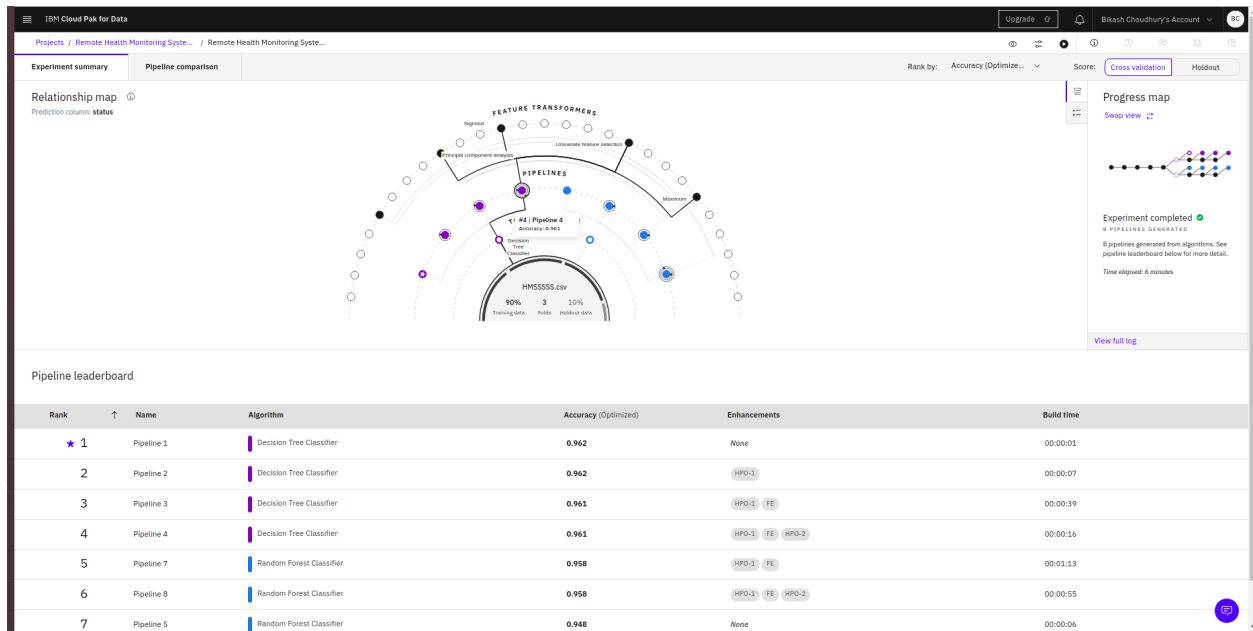 IBM Cloud Pak for Data
Upgrade
Bikash Choudhury's Account
BC
Projects / Remote Health Monitoring Syste... / Remote Health Monitoring Syste...
Experiment summary
Pipeline comparison
Rank by: Accuracy (Optimize...
Score: Cross validation Holdout
Relationship map
Prediction column: status
FEATURE TRANSFORMERS
Sigmoid
Principal component analysis
Univariate feature selection
Maximum
PIPELINES
#4 | Pipeline 4
Accuracy: 0.961
Decision
Tree
Classifier
HMSSSSS.csv
90% 3 10%
Training data Folds Holdout data
Progress map
Swap view
Experiment completed
8 PIPELINES GENERATED
8 pipelines generated from algorithms. See
pipeline leaderboard below for more detail.
Time elapsed: 6 minutes
View full log
Pipeline leaderboard
Rank Name Algorithm Accuracy (Optimized) Enhancements Build time
1 Pipeline 1 Decision Tree Classifier 0.962 None 00:00:01
2 Pipeline 2 Decision Tree Classifier 0.962 HPO-1 00:00:07
3 Pipeline 3 Decision Tree Classifier 0.961 HPO-1 FE 00:00:39
4 Pipeline 4 Decision Tree Classifier 0.961 HPO-1 FE HPO-2 00:00:16
5 Pipeline 7 Random Forest Classifier 0.958 HPO-1 FE 00:01:13
6 Pipeline 8 Random Forest Classifier 0.958 HPO-1 FE HPO-2 00:00:55
7 Pipeline 5 Random Forest Classifier 0.948 None 00:00:06